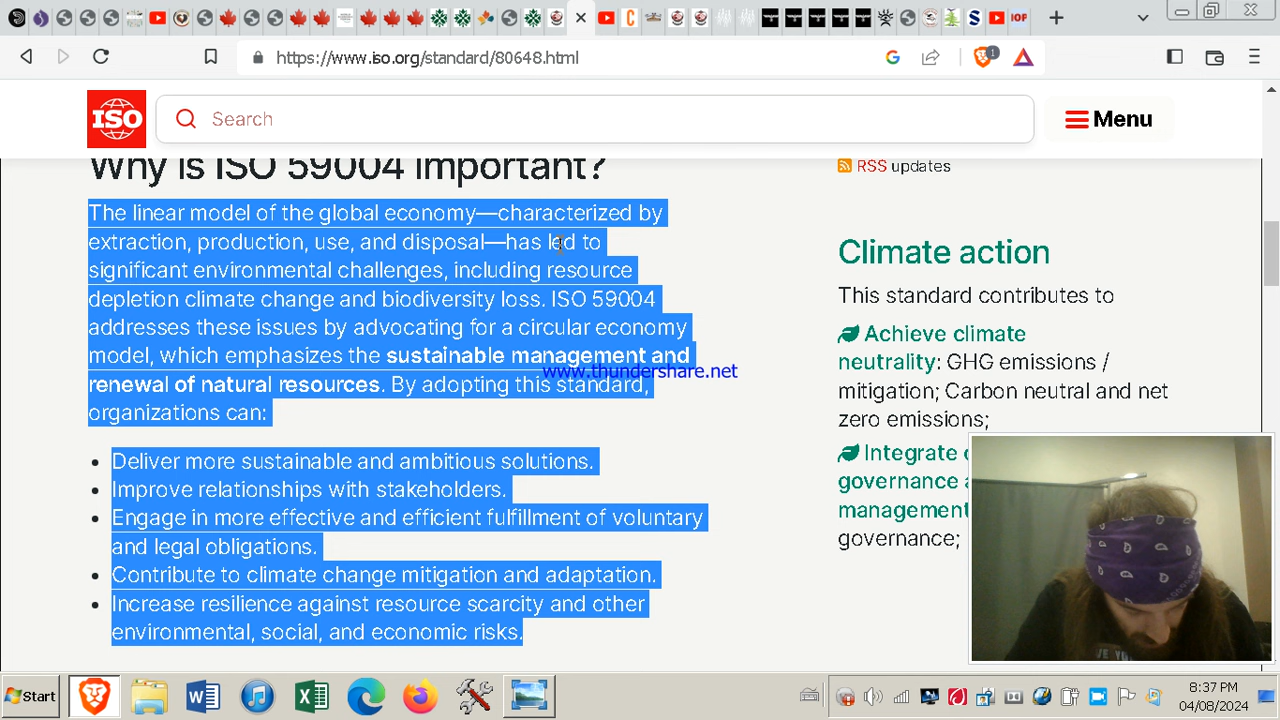 IOF
https://www.iso.org/standard/80648.html
1
ISO
Search
Menu
Why is ISO 59004 important?
The linear model of the global economy—characterized by
extraction, production, use, and disposal—has led to
significant environmental challenges, including resource
depletion climate change and biodiversity loss. ISO 59004
addresses these issues by advocating for a circular economy
model, which emphasizes the sustainable management and
renewal of natural resources. By adopting this standard,
organizations can:
Deliver more sustainable and ambitious solutions.
Improve relationships with stakeholders.
Engage in more effective and efficient fulfillment of voluntary
and legal obligations.
Contribute to climate change mitigation and adaptation.
Increase resilience against resource scarcity and other
environmental, social, and economic risks.
www.thundershare.net
RSS updates
Climate action
This standard contributes to
Achieve climate
neutrality: GHG emissions /
mitigation; Carbon neutral and net
zero emissions;
Integrate
governance
management
governance;
Start
8:37 PM
04/08/2024